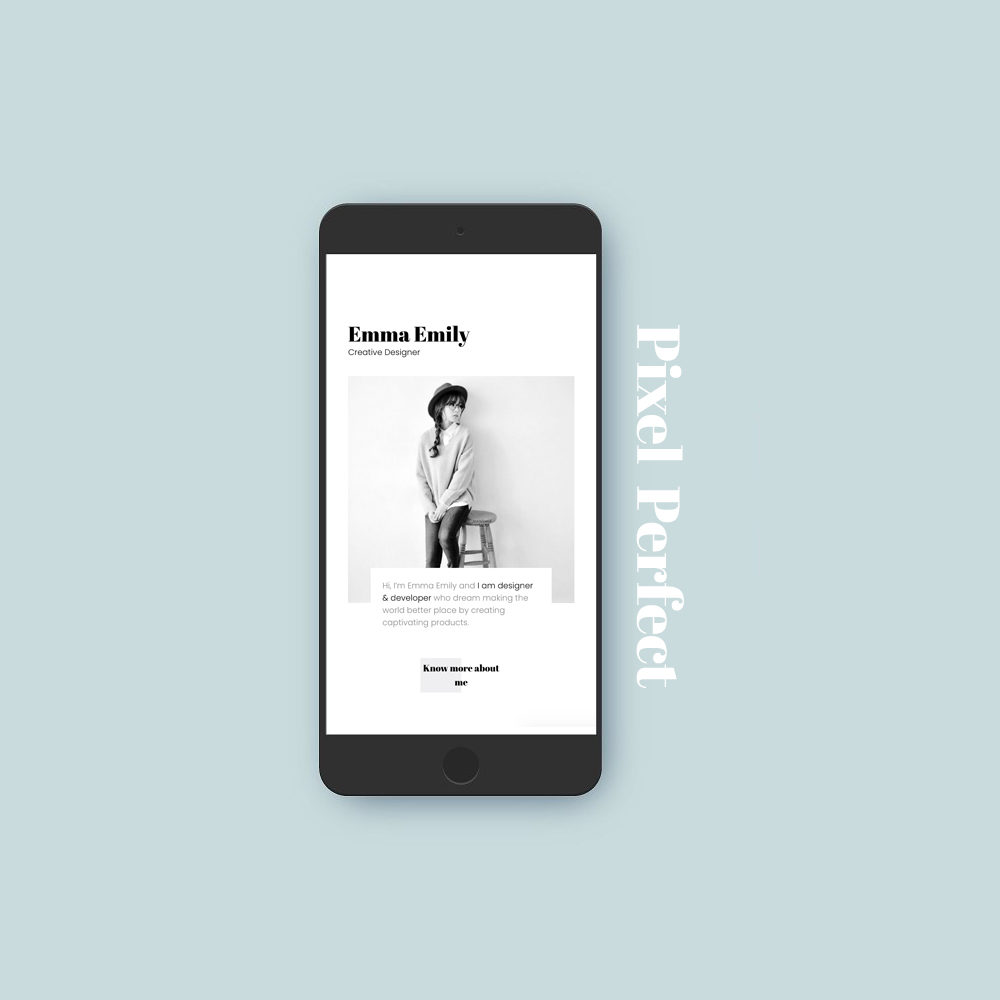 Emma Emily
Creative Designer
Hi, I'm Emma Emily and I am designer
& developer who dream making the
world better place by creating
captivating products.
Know more about
me
Pixel Perfect